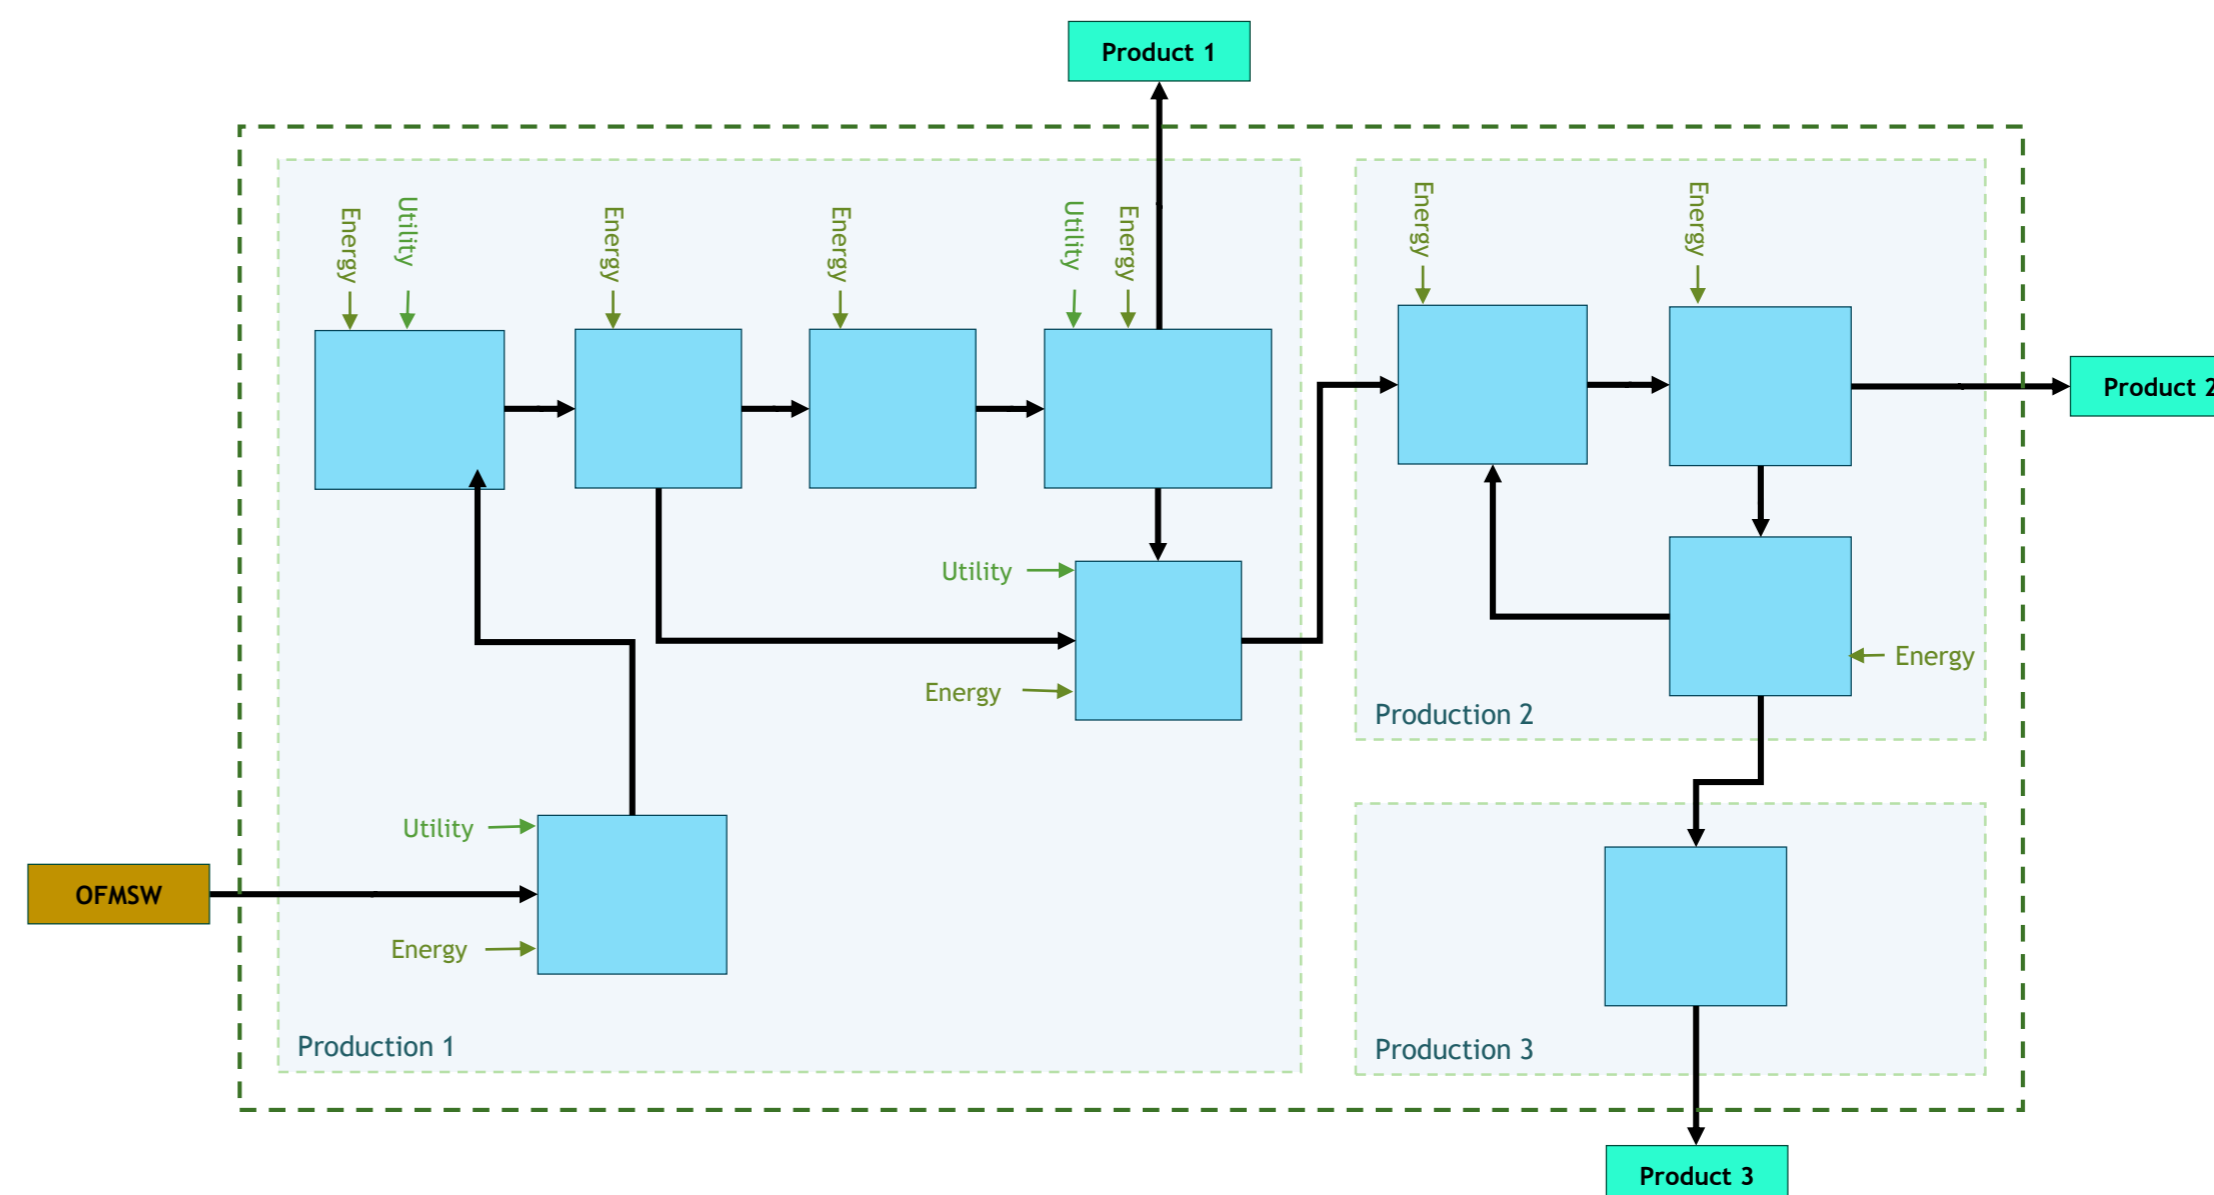 Product 1
Energy
Utility
Energy
Energy
Utility
Energy
Energy
Energy
Product 2
Utility
Energy
Energy
Production 2
Utility
OFMSW
Energy
Production 1
Production 3
Product 3